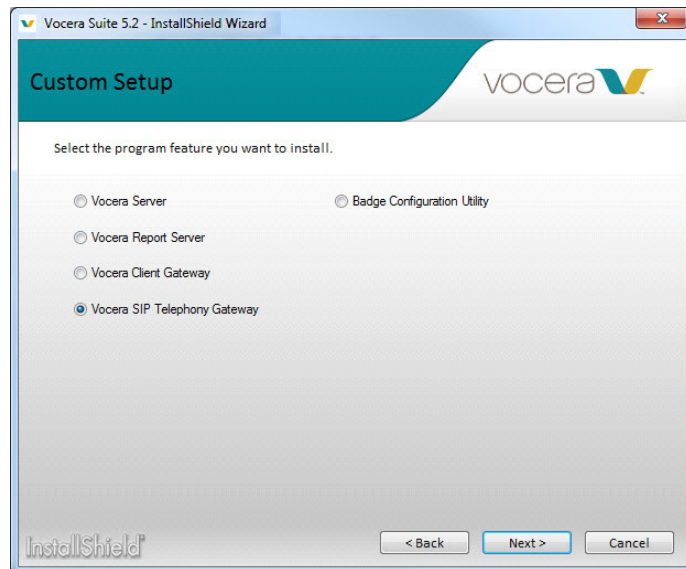 Vocera Suite 5.2 - InstallShield Wizard
Custom Setup
vocera
Select the program feature you want to install.
Vocera Server
Badge Configuration Utility
Vocera Report Server
Vocera Client Gateway
Vocera SIP Telephony Gateway
InstallShield
< Back
Next >
Cancel